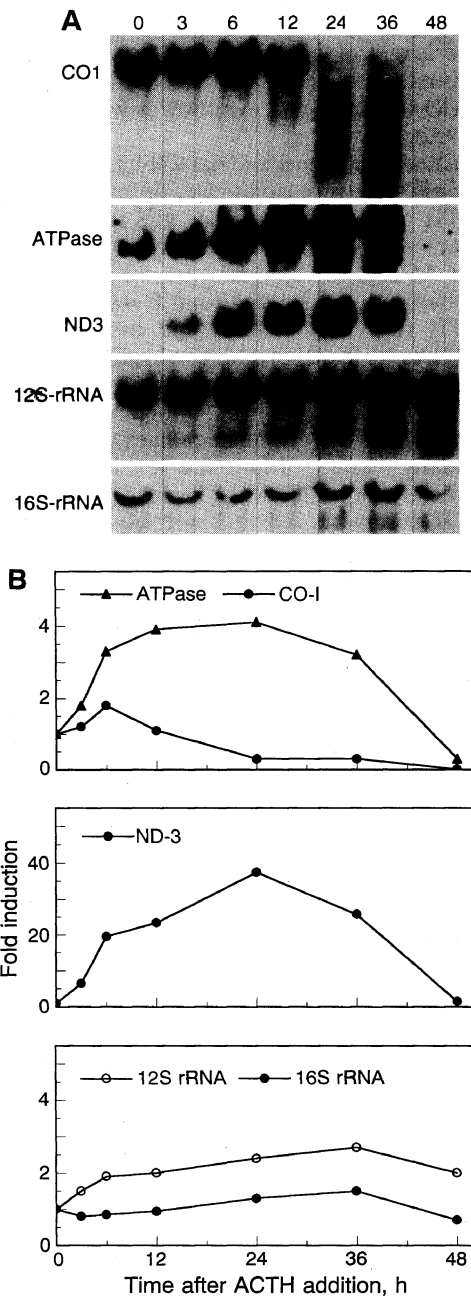 A
0 3 6 12 24 36 48
CO1
ATPase
ND3
12S-rRNA
16S-rRNA
B
ATPase CO-I
4
2
0
ND-3
40
20
0
Fold induction
12S rRNA 16S rRNA
4
2
0
0 12 24 36 48
Time after ACTH addition, h